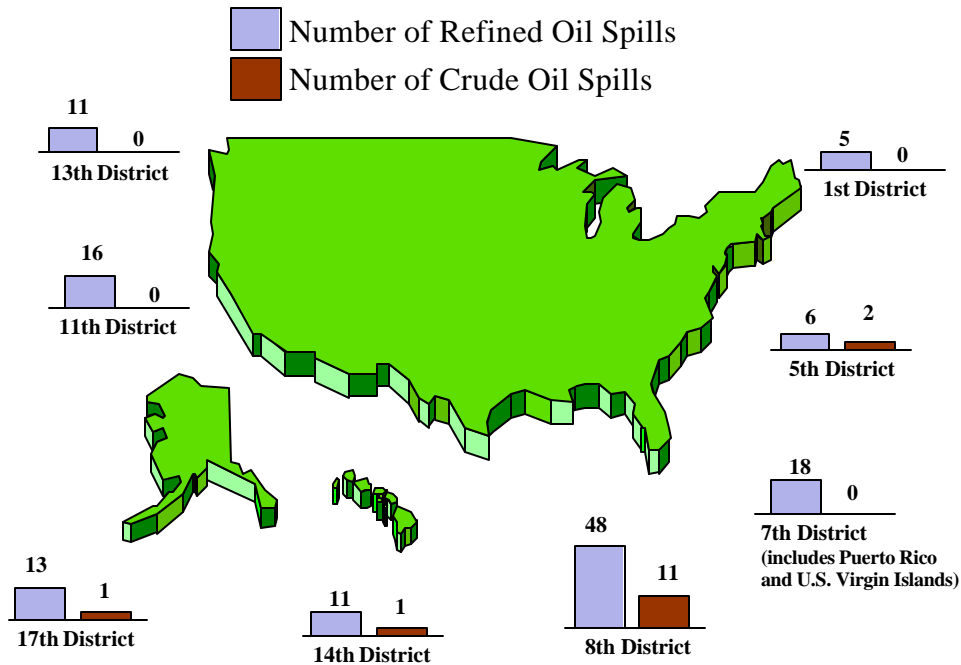 Number of Refined Oil Spills
Number of Crude Oil Spills
11
0
13th District
5
0
1st District
16
0
11th District
6
2
5th District
18
0
7th District
(includes Puerto Rico
and U.S. Virgin Islands)
13
1
17th District
11
1
14th District
48
11
8th District